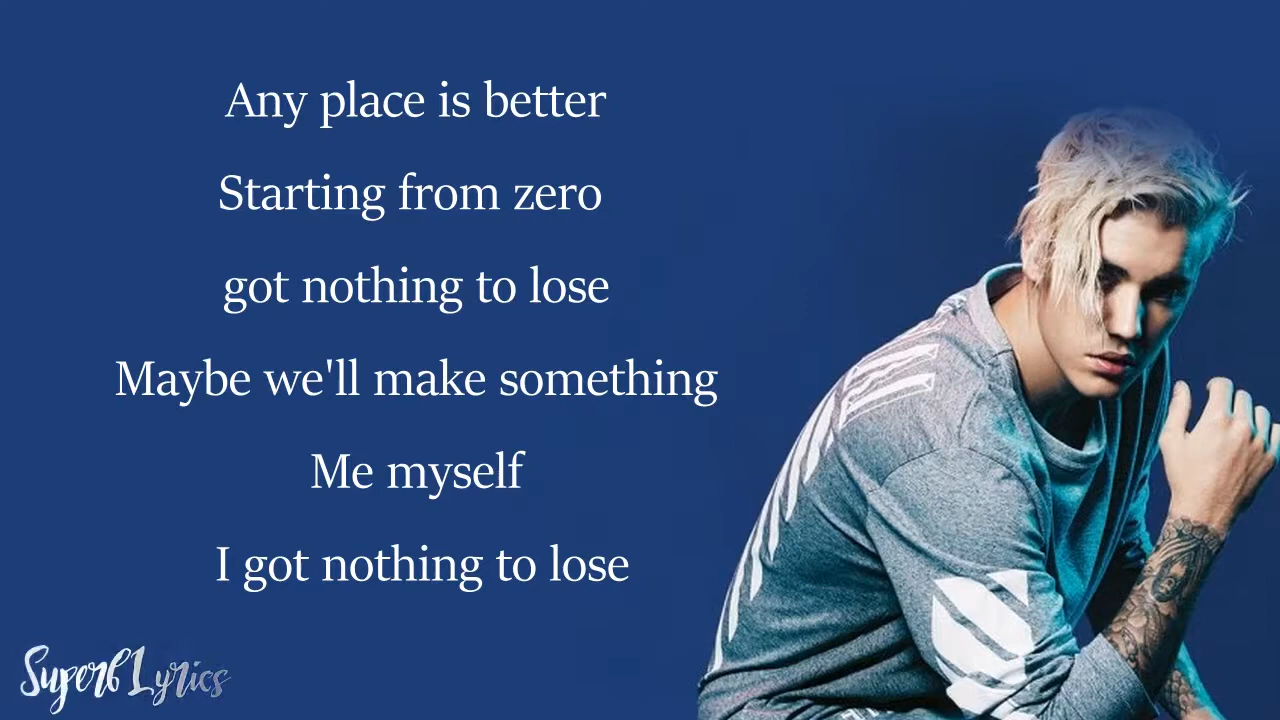 Any place is better
Starting from zero
got nothing to lose
Maybe we'll make something
Me myself
I got nothing to lose
Superb Lyrics